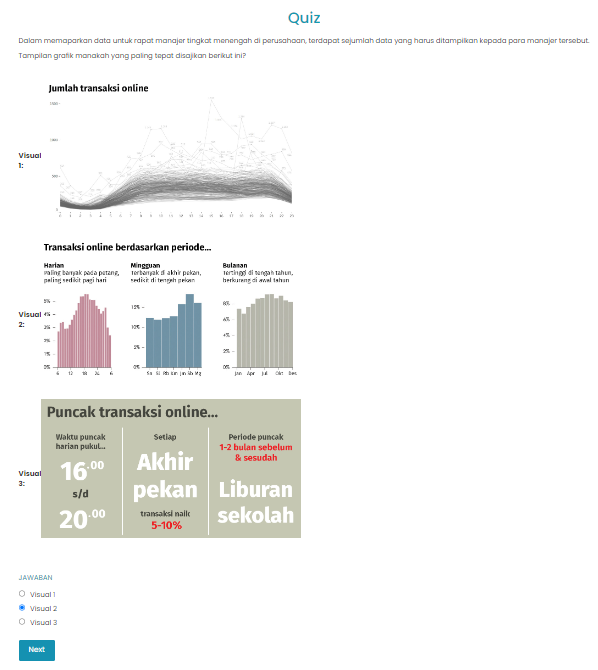 Quiz
Dalam memaparkan data untuk rapat manajer tingkat menengah di perusahaan, terdapat sejumlah data yang harus ditampilkan kepada para manajer tersebut.
Tampilan grafik manakah yang paling tepat disajikan berikut ini?
Jumlah transaksi online
Visual
1:
Transaksi online berdasarkan periode...
Harian
Paling banyak pada petang,
paling sedikit pagi hari
Mingguan
Terbanyak di akhir pekan,
sedikit di tengah pekan
Bulanan
Tertinggi di tengah tahun,
berkurang di awal tahun
Visual
2:
5%
4%
3%
2%
1%
0%
6 12 18 24 6
15%
10%
5%
0%
Sn Sl Rb Km Jm Sb Mg
8%
6%
4%
2%
0%
Jan Apr Jul Okt Des
Puncak transaksi online...
Waktu puncak
harian pukul...
16.00
s/d
20.00
Setiap
Akhir
pekan
transaksi naik
5-10%
Periode puncak
1-2 bulan sebelum
& sesudah
Liburan
sekolah
Visual
3:
JAWABAN
Visual 1
Visual 2
Visual 3
Next